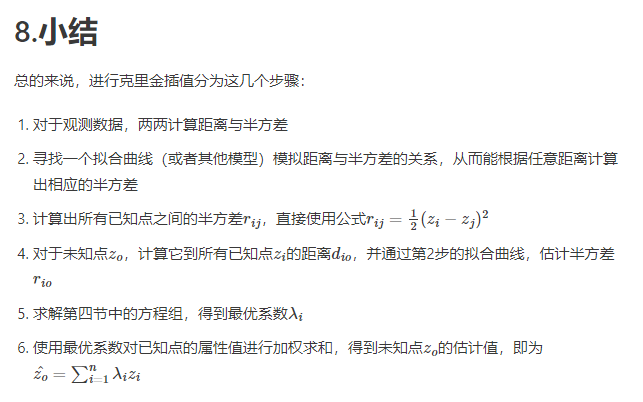 8.小结
总的来说，进行克里金插值分为这几个步骤：
1. 对于观测数据，两两计算距离与半方差
2. 寻找一个拟合曲线（或者其他模型）模拟距离与半方差的关系，从而能根据任意距离计算
出相应的半方差
3. 计算出所有已知点之间的半方差$r_{ij}$，直接使用公式$r_{ij} = \frac{1}{2}(z_i - z_j)^2$
4. 对于未知点$z_o$，计算它到所有已知点$z_i$的距离$d_{io}$，并通过第2步的拟合曲线，估计半方差
$r_{io}$
5. 求解第四节中的方程组，得到最优系数$\lambda_i$
6. 使用最优系数对已知点的属性值进行加权求和，得到未知点$z_o$的估计值，即为
$\hat{z_o} = \sum_{i=1}^{n} \lambda_i z_i$